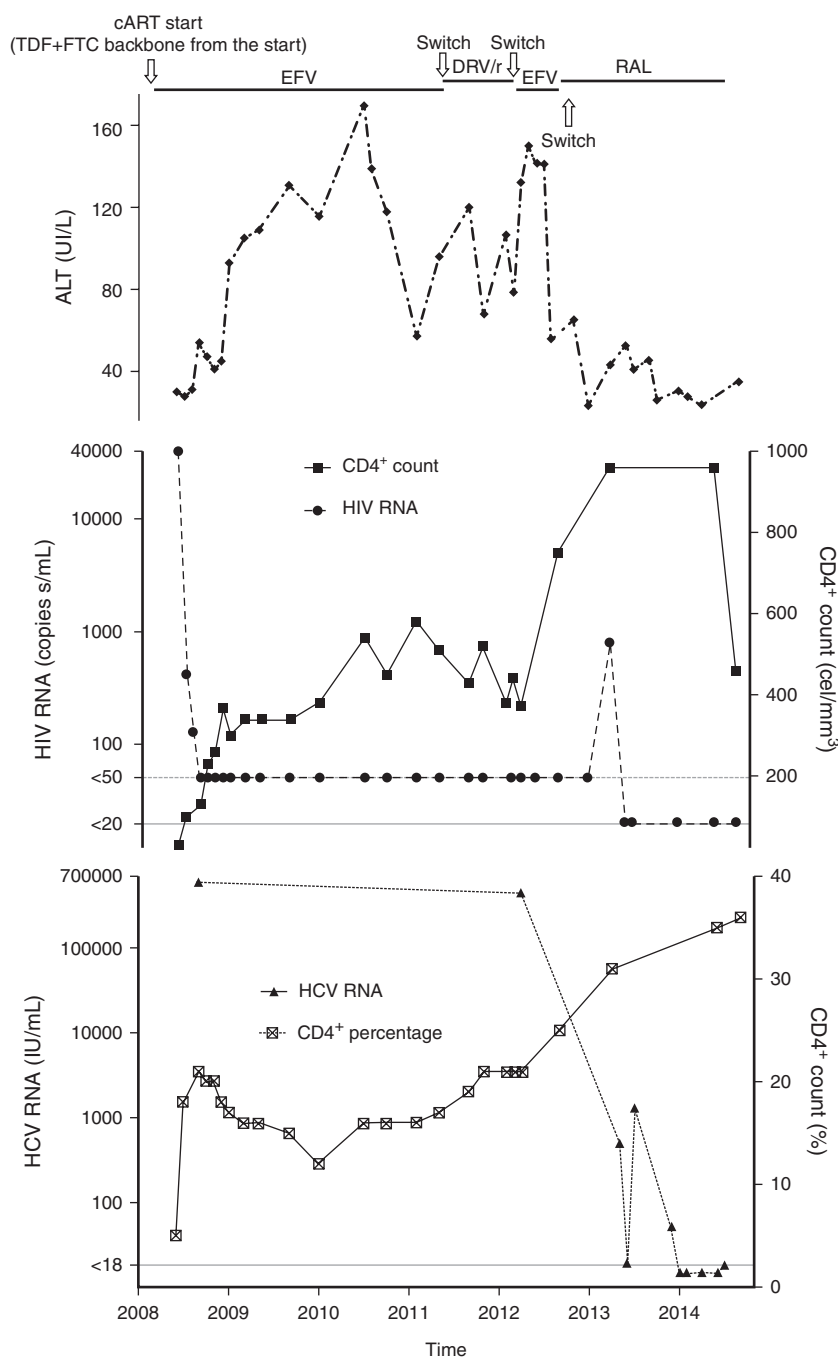 cART start
(TDF+FTC backbone from the start)
Switch Switch
EFV DRV/r EFV RAL
Switch
160
120
80
40
ALT (UI/L)
40000
10000
1000
100
<50
<20
HIV RNA (copies s/mL)
CD4+ count
HIV RNA
1000
800
600
400
200
CD4+ count (cel/mm3)
700000
100000
10000
1000
100
<18
HCV RNA (IU/mL)
HCV RNA
CD4+ percentage
40
30
20
10
0
CD4+ count (%)
2008 2009 2010 2011 2012 2013 2014
Time